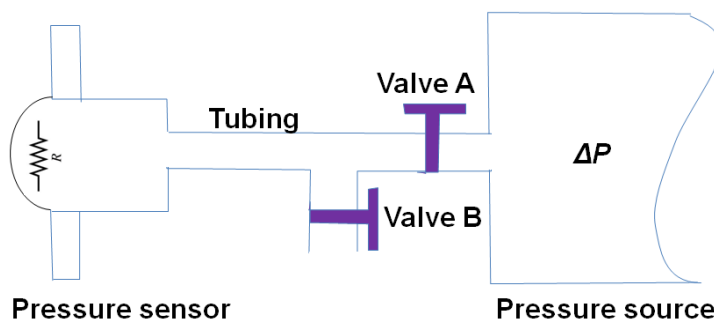 Valve A
Tubing
ΔP
R
Valve B
Pressure sensor
Pressure source